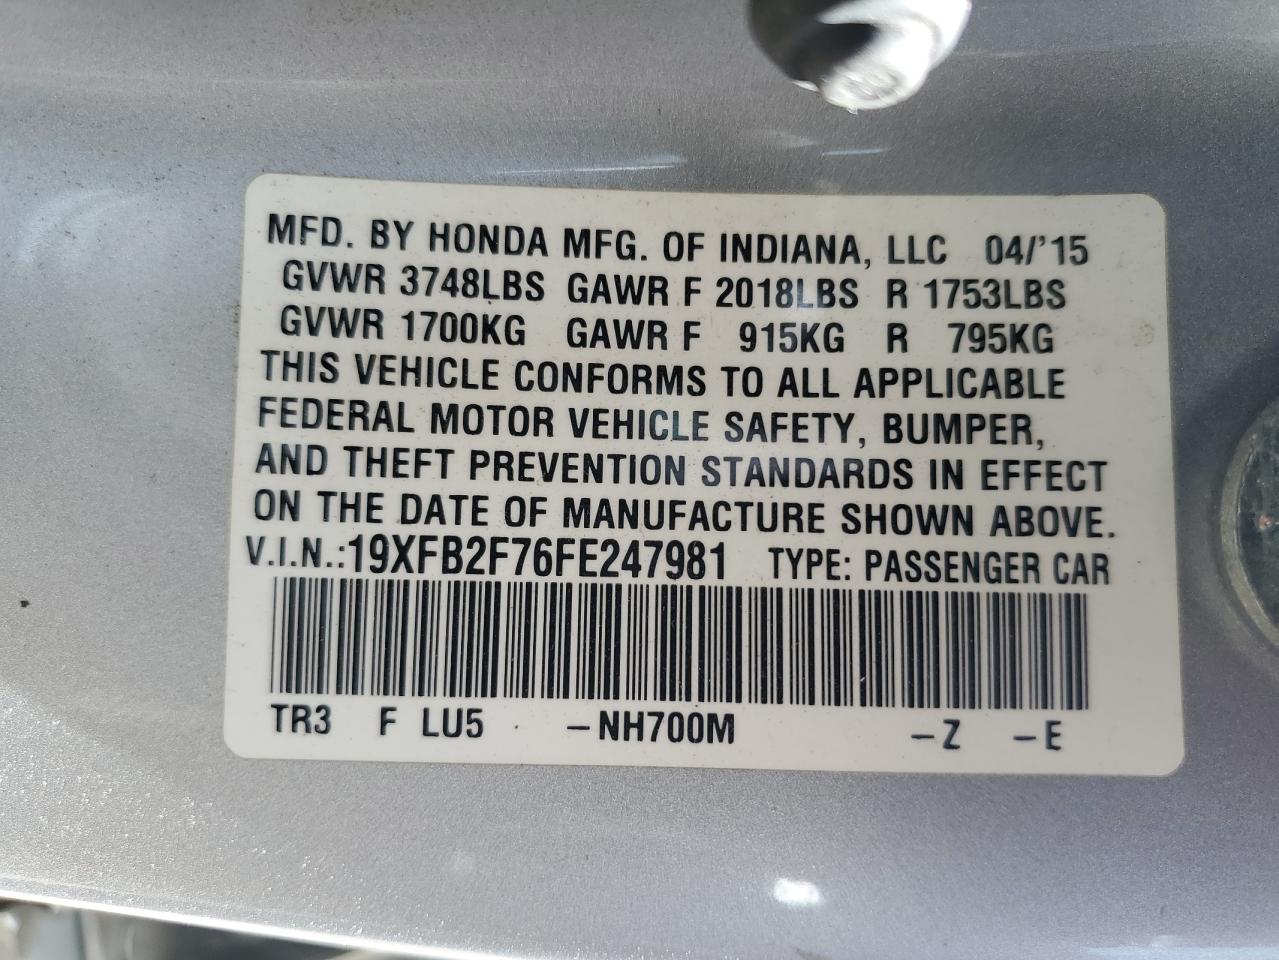 MFD. BY HONDA MFG. OF INDIANA, LLC 04/'15
GVWR 3748LBS GAWR F 2018LBS R 1753LBS
GVWR 1700KG GAWR F 915KG R 795KG
THIS VEHICLE CONFORMS TO ALL APPLICABLE
FEDERAL MOTOR VEHICLE SAFETY, BUMPER,
AND THEFT PREVENTION STANDARDS IN EFFECT
ON THE DATE OF MANUFACTURE SHOWN ABOVE.
V.I.N.:19XFB2F76FE247981 TYPE: PASSENGER CAR
TR3 F LU5 -NH700M -Z -E